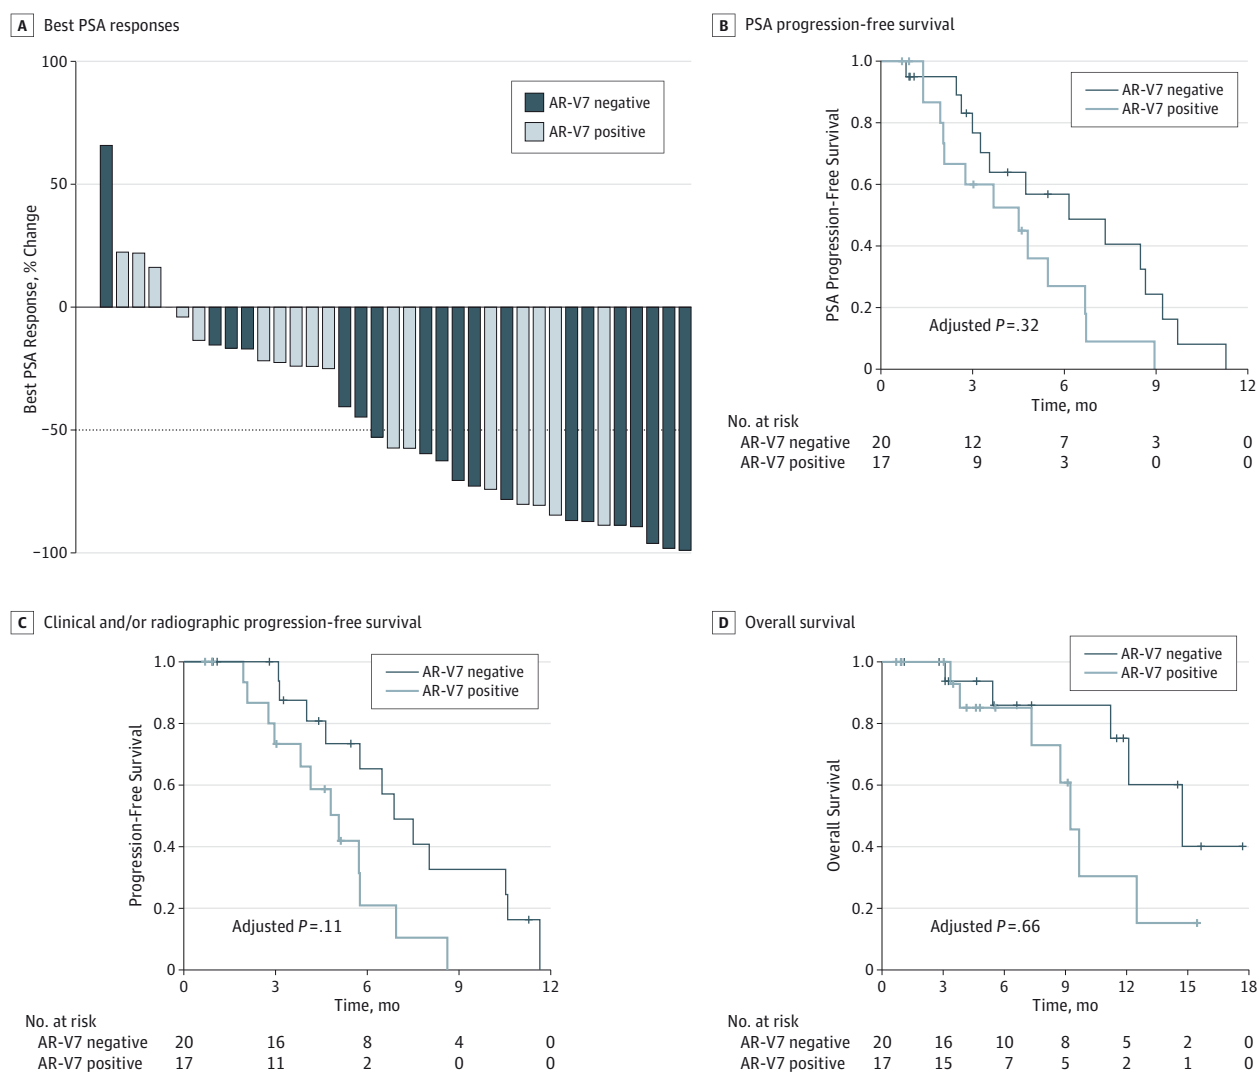 A Best PSA responses
100
50
0
−50
−100
Best PSA Response, % Change
AR-V7 negative
AR-V7 positive
B PSA progression-free survival
1.0
0.8
0.6
0.4
0.2
0
PSA Progression-Free Survival
AR-V7 negative
AR-V7 positive
Adjusted P=.32
0 3 6 9 12
Time, mo
No. at risk
AR-V7 negative 20 12 7 3 0
AR-V7 positive 17 9 3 0 0
C Clinical and/or radiographic progression-free survival
1.0
0.8
0.6
0.4
0.2
0
Progression-Free Survival
AR-V7 negative
AR-V7 positive
Adjusted P=.11
0 3 6 9 12
Time, mo
No. at risk
AR-V7 negative 20 16 8 4 0
AR-V7 positive 17 11 2 0 0
D Overall survival
1.0
0.8
0.6
0.4
0.2
0
Overall Survival
AR-V7 negative
AR-V7 positive
Adjusted P=.66
0 3 6 9 12 15 18
Time, mo
No. at risk
AR-V7 negative 20 16 10 8 5 2 0
AR-V7 positive 17 15 7 5 2 1 0